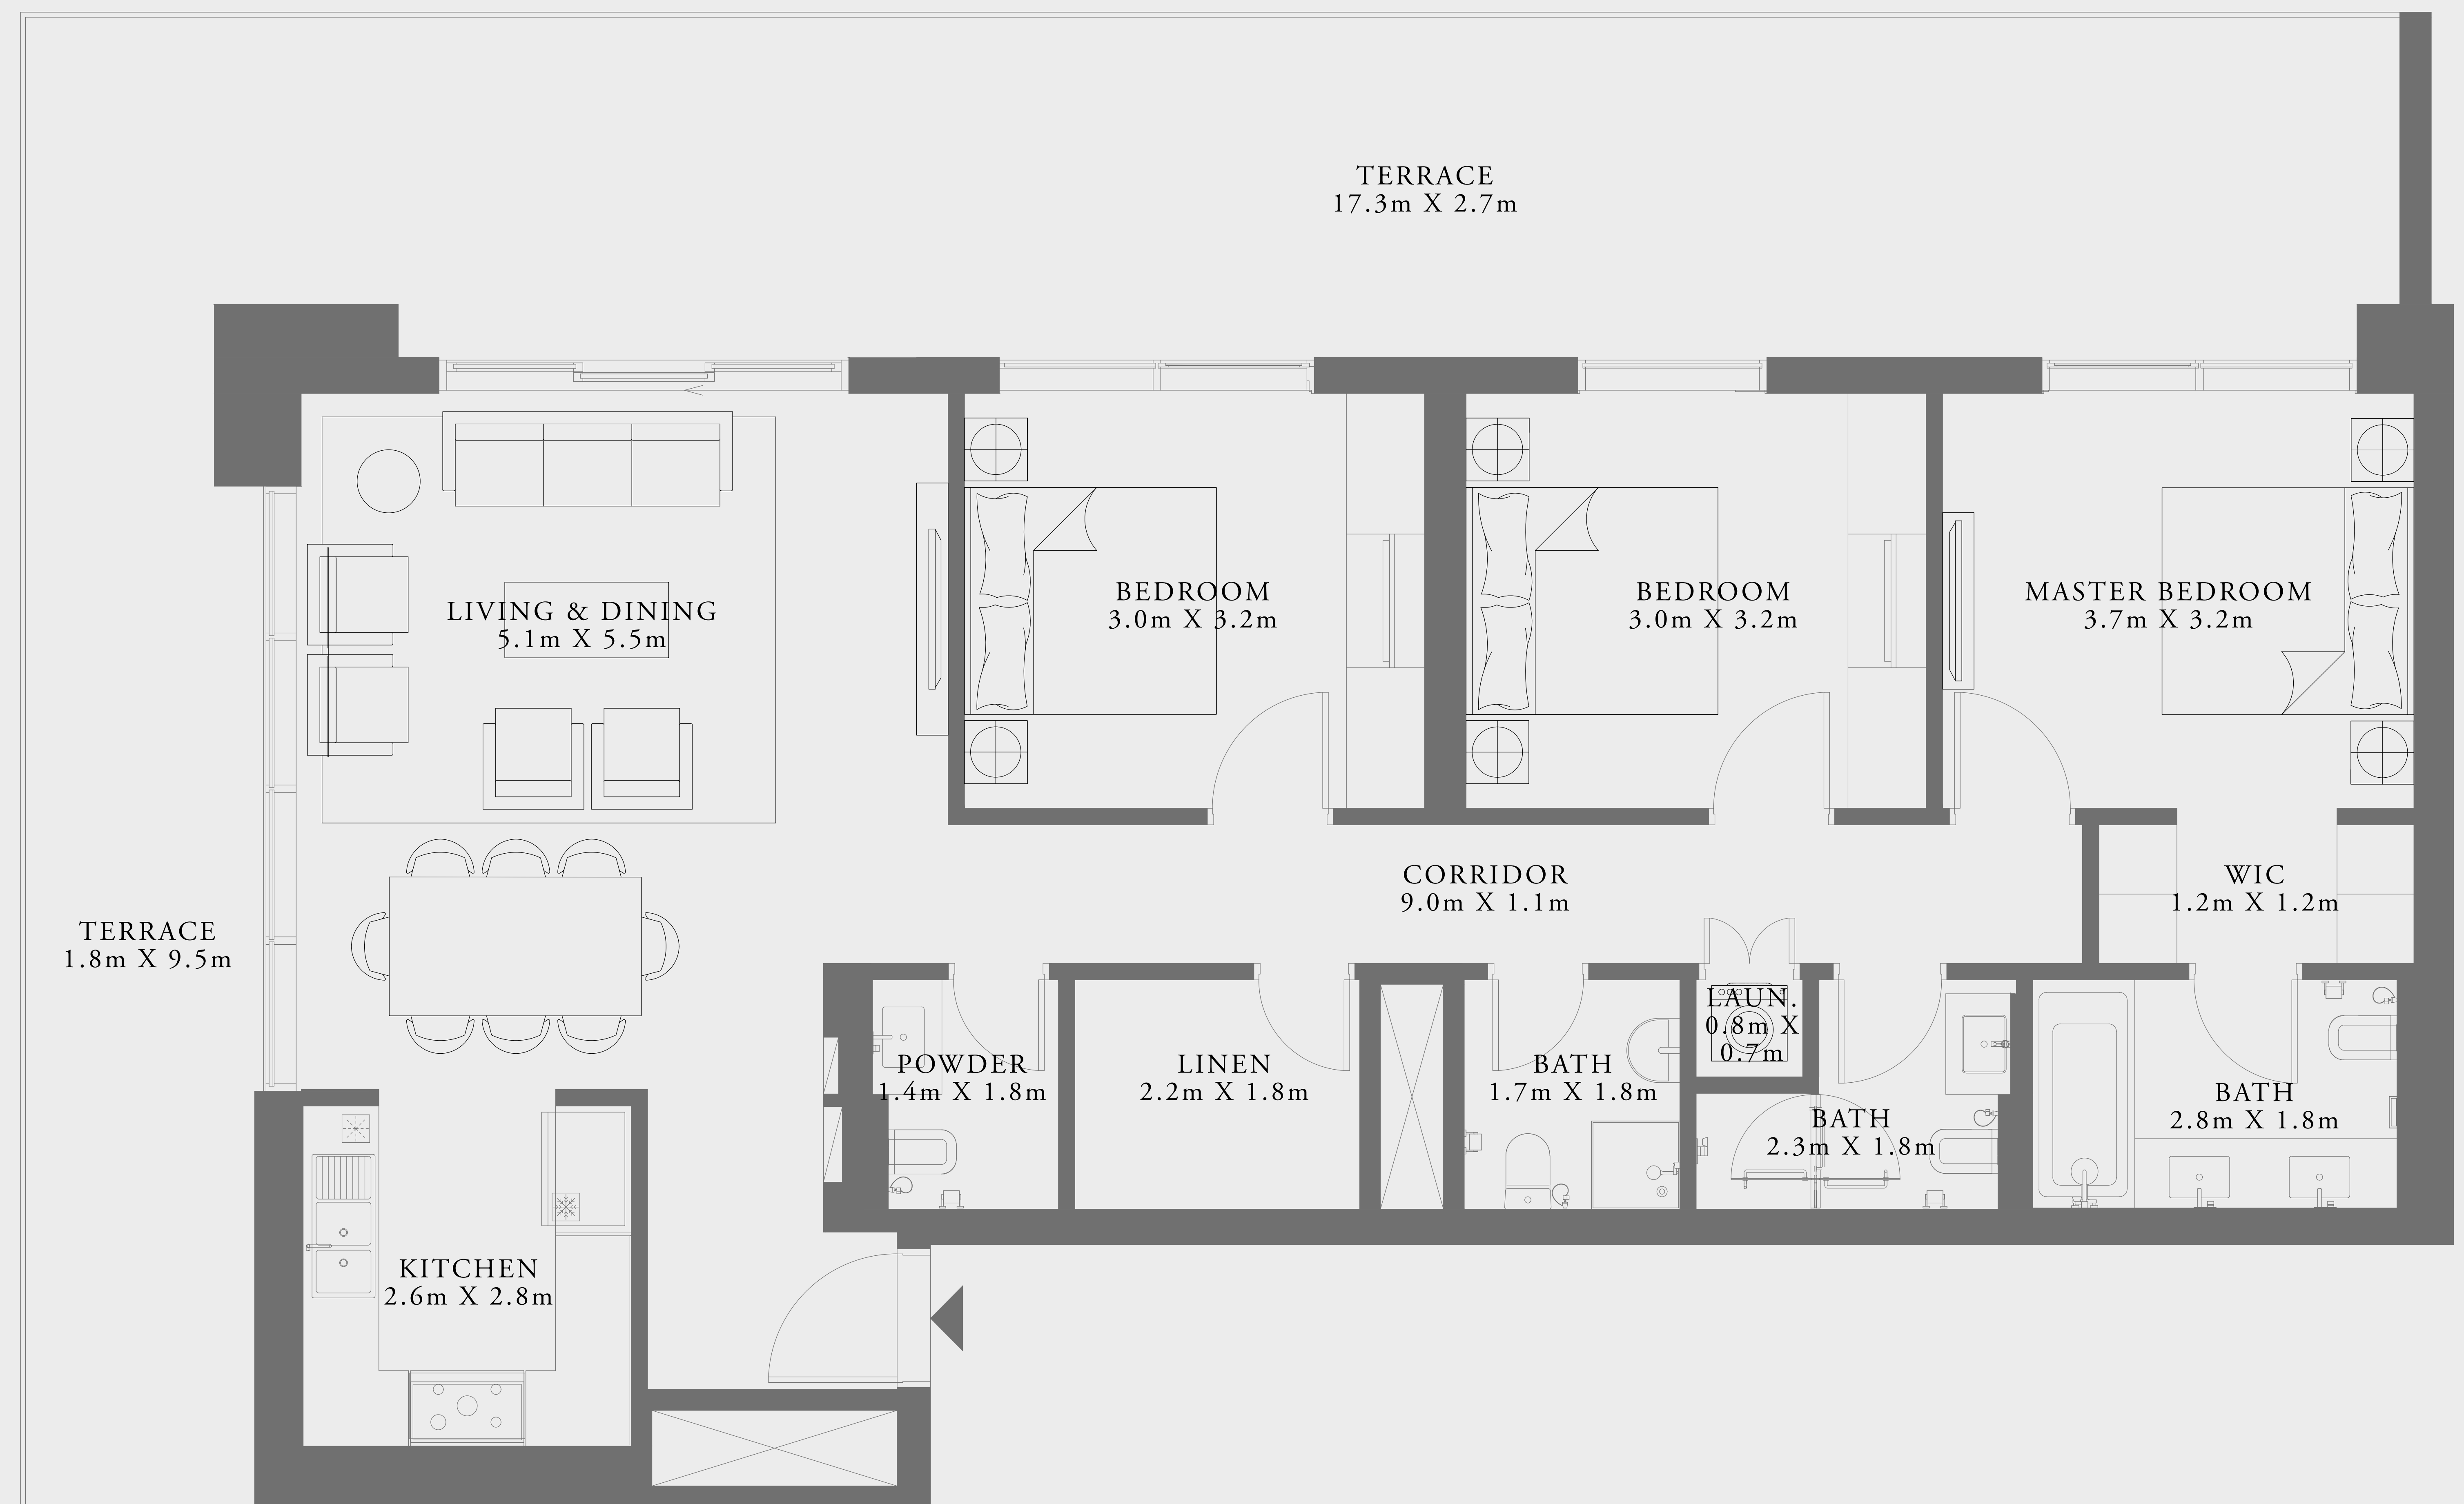 TERRACE
17.3m X 2.7m
LIVING & DINING
5.1m X 5.5m
BEDROOM
3.0m X 3.2m
BEDROOM
3.0m X 3.2m
MASTER BEDROOM
3.7m X 3.2m
TERRACE
1.8m X 9.5m
CORRIDOR
9.0m X 1.1m
WIC
1.2m X 1.2m
POWDER
1.4m X 1.8m
LINEN
2.2m X 1.8m
BATH
1.7m X 1.8m
LAUN.
0.8m X
0.7m
BATH
2.3m X 1.8m
BATH
2.8m X 1.8m
KITCHEN
2.6m X 2.8m